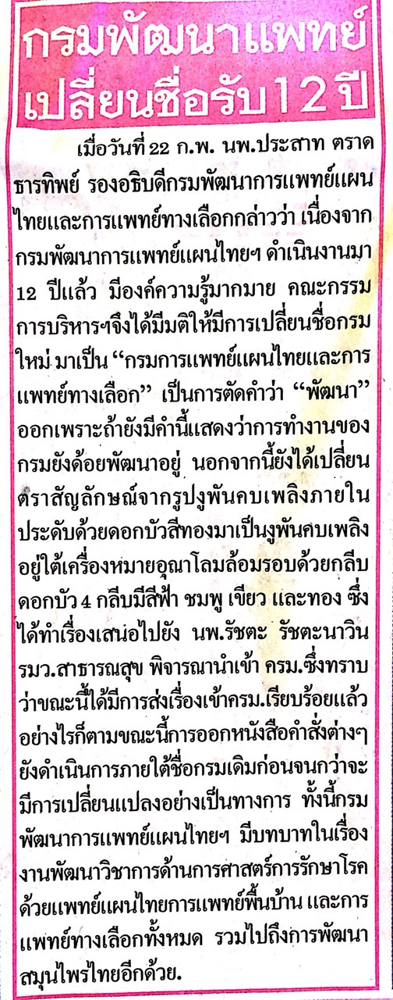 กรมพัฒนาแพทย์
เปลี่ยนชื่อรับ 12 ปี
เมื่อวันที่ 22 ก.พ. นพ.ประสาท ตราด
ธารทิพย์ รองอธิบดีกรมพัฒนาการแพทย์แผน
ไทยและการแพทย์ทางเลือกกล่าวว่า เนื่องจาก
กรมพัฒนาการแพทย์แผนไทยฯ ดำเนินงานมา
12 ปีแล้ว มีองค์ความรู้มากมาย คณะกรรม
การบริหารฯจึงได้มีมติให้มีการเปลี่ยนชื่อกรม
ใหม่ มาเป็น “กรมการแพทย์แผนไทยและการ
แพทย์ทางเลือก” เป็นการตัดคำว่า “พัฒนา”
ออกเพราะถ้ายังมีคำนี้แสดงว่าการทำงานของ
กรมยังด้อยพัฒนาอยู่ นอกจากนี้ยังได้เปลี่ยน
ตราสัญลักษณ์จากรูปงูพันคบเพลิงภายใน
ประดับด้วยดอกบัวสีทองมาเป็นงูพันคบเพลิง
อยู่ใต้เครื่องหมายอุณาโลมล้อมรอบด้วยกลีบ
ดอกบัว 4 กลีบมีสีฟ้า ชมพู เขียว และทอง ซึ่ง
ได้ทำเรื่องเสนอไปยัง นพ.รัชตะ รัชตะนาวิน
รมว.สาธารณสุข พิจารณานำเข้า ครม.ซึ่งทราบ
ว่าขณะนี้ได้มีการส่งเรื่องเข้าครม.เรียบร้อยแล้ว
อย่างไรก็ตามขณะนี้การออกหนังสือคำสั่งต่างๆ
ยังดำเนินการภายใต้ชื่อกรมเดิมก่อนจนกว่าจะ
มีการเปลี่ยนแปลงอย่างเป็นทางการ ทั้งนี้กรม
พัฒนาการแพทย์แผนไทยฯ มีบทบาทในเรื่อง
งานพัฒนาวิชาการด้านการศาสตร์การรักษาโรค
ด้วยแพทย์แผนไทยการแพทย์พื้นบ้าน และการ
แพทย์ทางเลือกทั้งหมด รวมไปถึงการพัฒนา
สมุนไพรไทยอีกด้วย.